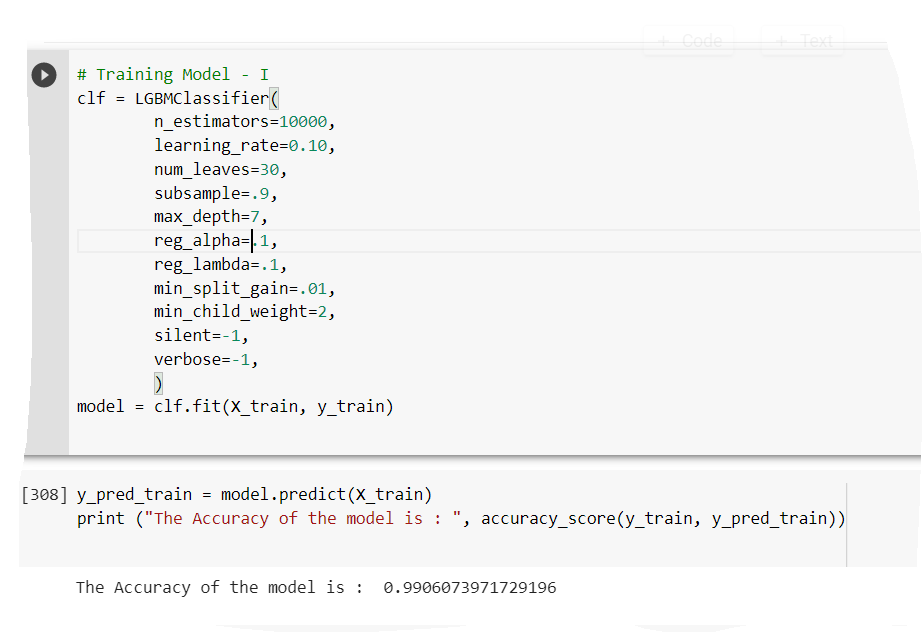 + Code + Text
# Training Model - I
clf = LGBMClassifier(
n_estimators=10000,
learning_rate=0.10,
num_leaves=30,
subsample=.9,
max_depth=7,
reg_alpha=.1,
reg_lambda=.1,
min_split_gain=.01,
min_child_weight=2,
silent=-1,
verbose=-1,
)
model = clf.fit(X_train, y_train)
[308] y_pred_train = model.predict(X_train)
print ("The Accuracy of the model is : ", accuracy_score(y_train, y_pred_train))
The Accuracy of the model is :  0.9906073971729196